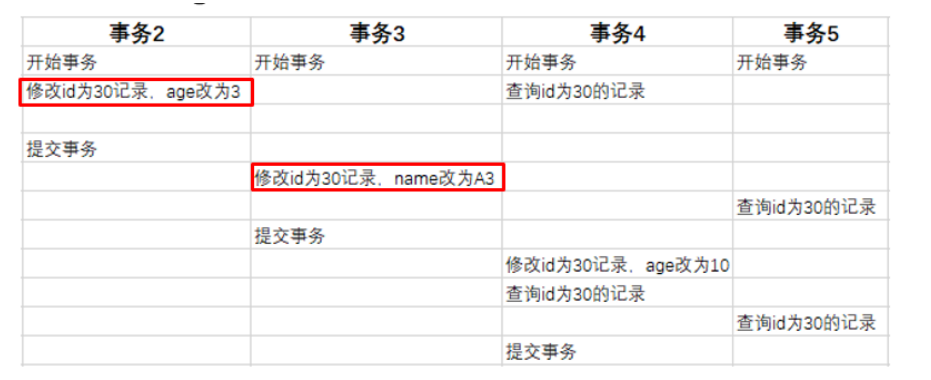 事务2 事务3 事务4 事务5
开始事务 开始事务 开始事务 开始事务
修改id为30记录，age改为3 查询id为30的记录
提交事务
修改id为30记录，name改为A3
查询id为30的记录
提交事务
修改id为30记录，age改为10
查询id为30的记录
查询id为30的记录
提交事务